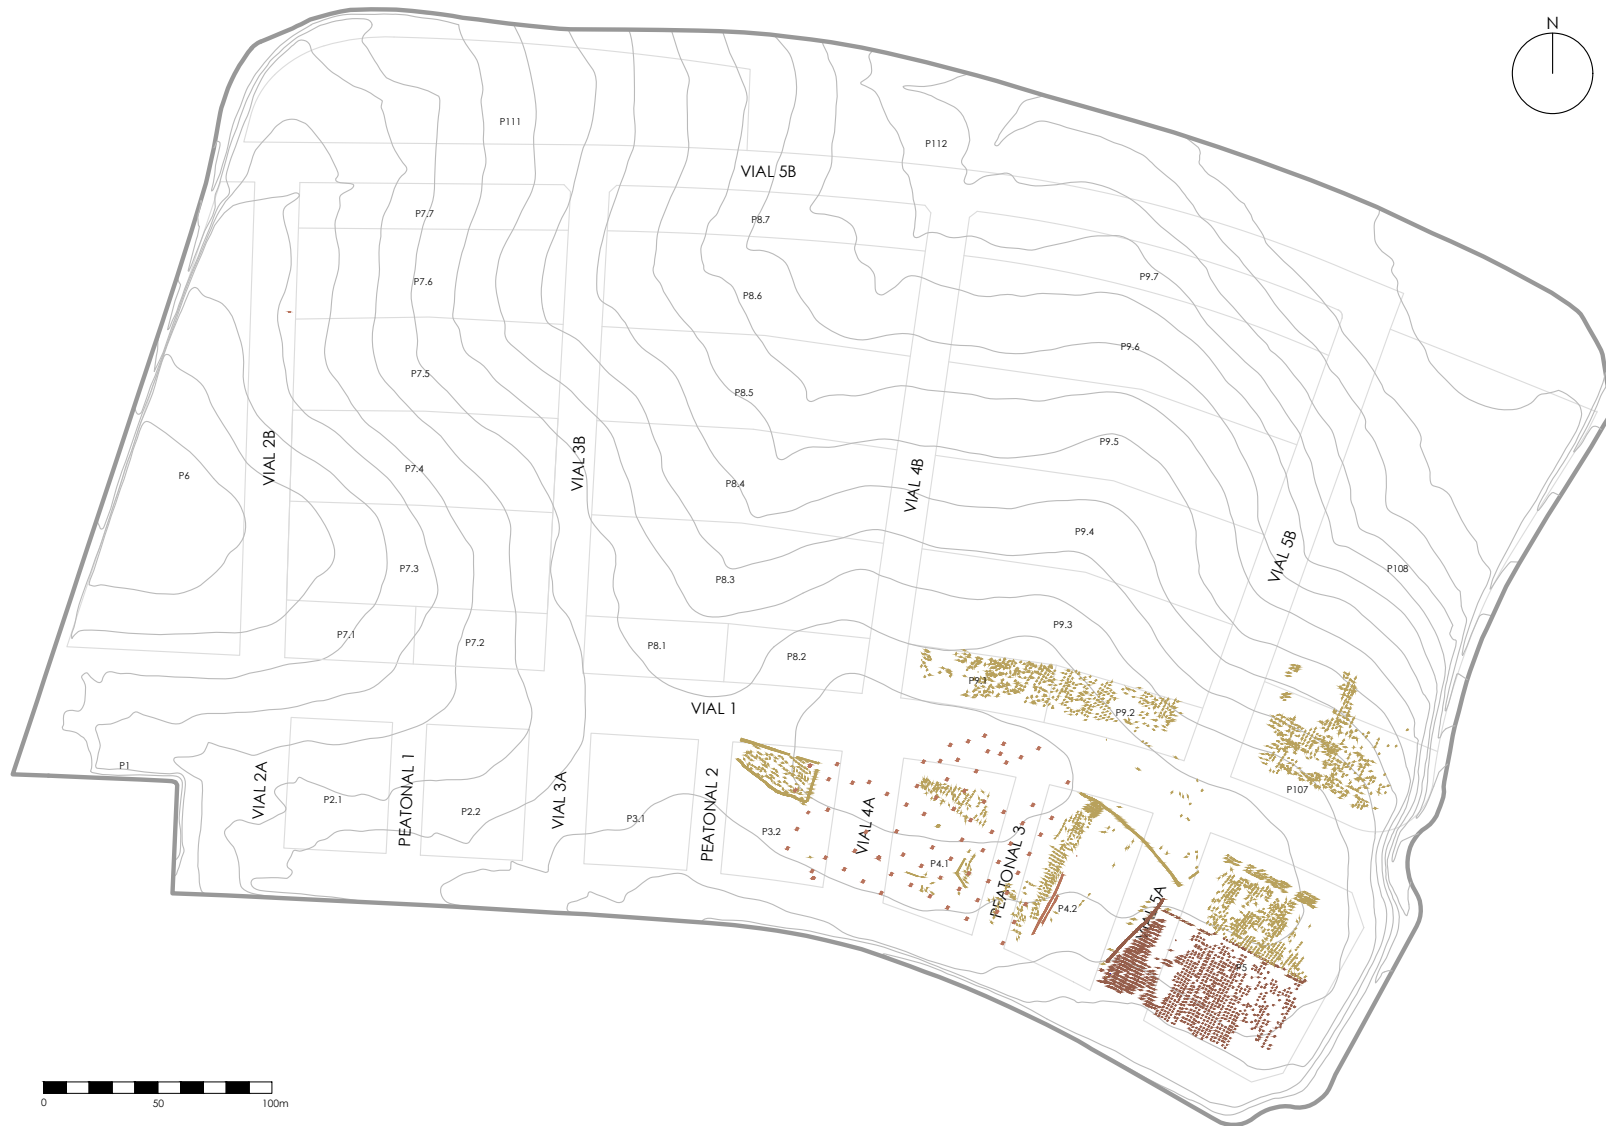 N
P111
P112
VIAL 5B
P7.7
P8.7
P9.7
P7.6
P8.6
P9.6
P7.5
P8.5
P9.5
VIAL 2B
VIAL 3B
P6
P7.4
P8.4
VIAL 4B
P9.4
VIAL 5B
P7.3
P8.3
P108
P9.3
P7.1
P7.2
P8.1
P8.2
P9.1
VIAL 1
P9.2
P1
VIAL 2A
PEATONAL 1
VIAL 3A
PEATONAL 2
VIAL 4A
P107
P2.1
P2.2
P3.1
P3.2
P4.1
PEATONAL 3
P4.2
VIAL 5A
P5
0 50 100m